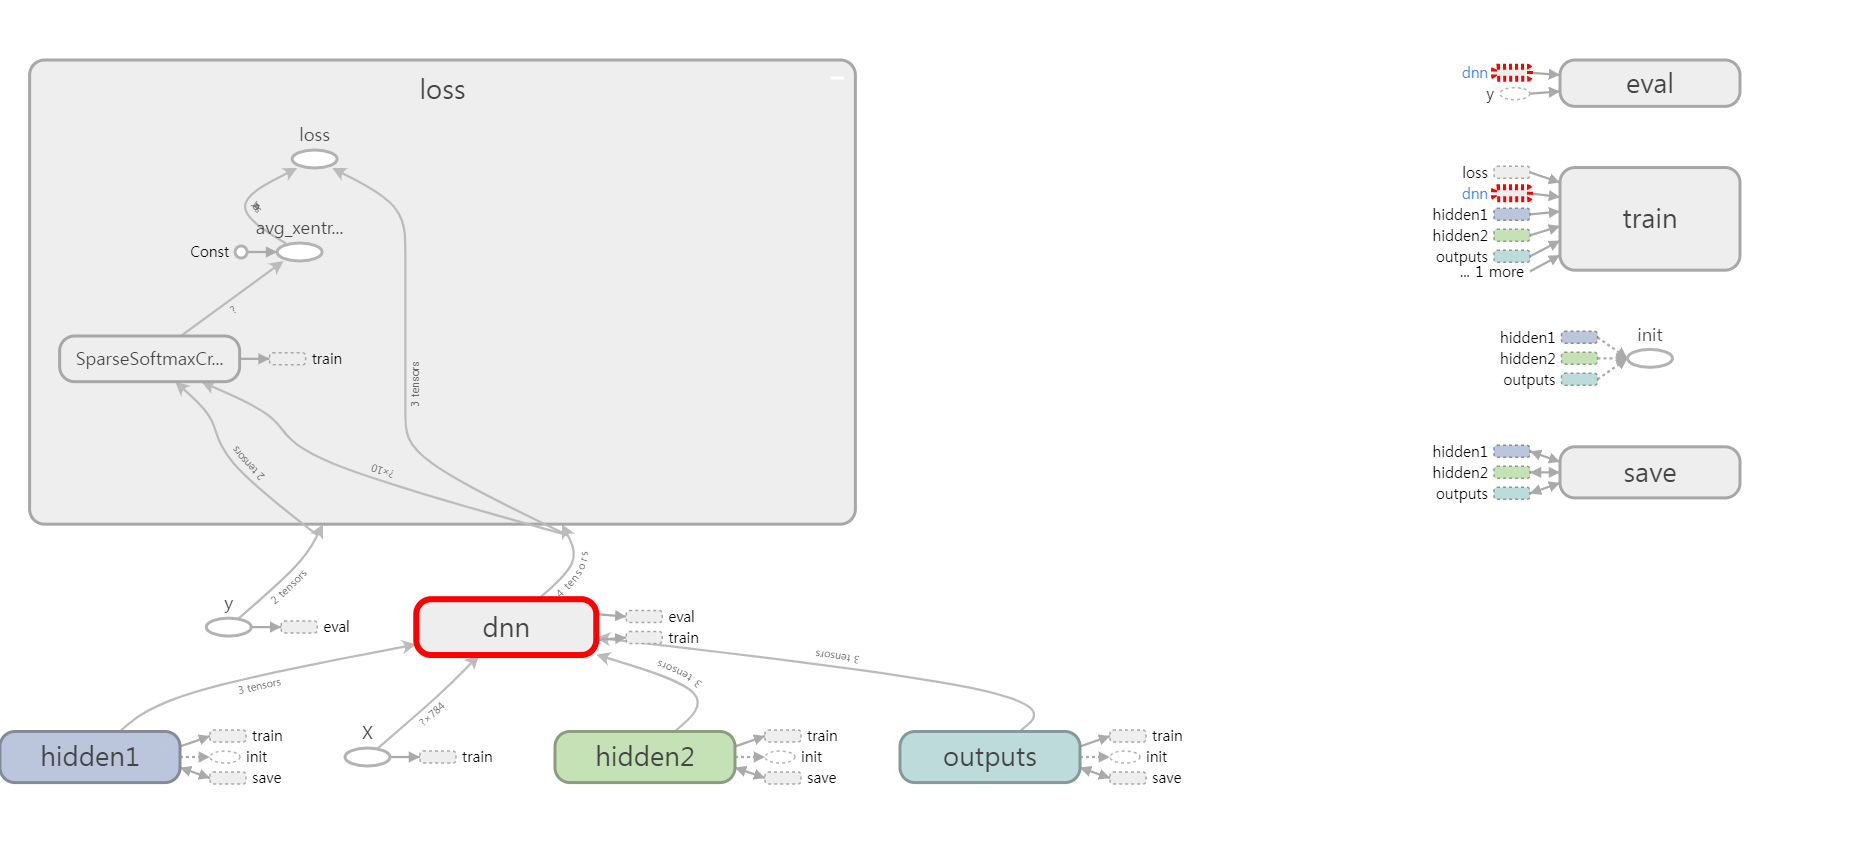 loss
loss
avg_xentr...
Const
?
SparseSoftmaxCr...
train
3 tensors
2 tensors
?×10
4 tensors
2 tensors
y
eval
dnn
eval
train
3 tensors
3 tensors
3 tensors
?×784
hidden1
train
init
save
X
train
hidden2
train
init
save
outputs
train
init
save
dnn
y
eval
loss
dnn
hidden1
hidden2
outputs
... 1 more
train
hidden1
hidden2
outputs
init
hidden1
hidden2
outputs
save